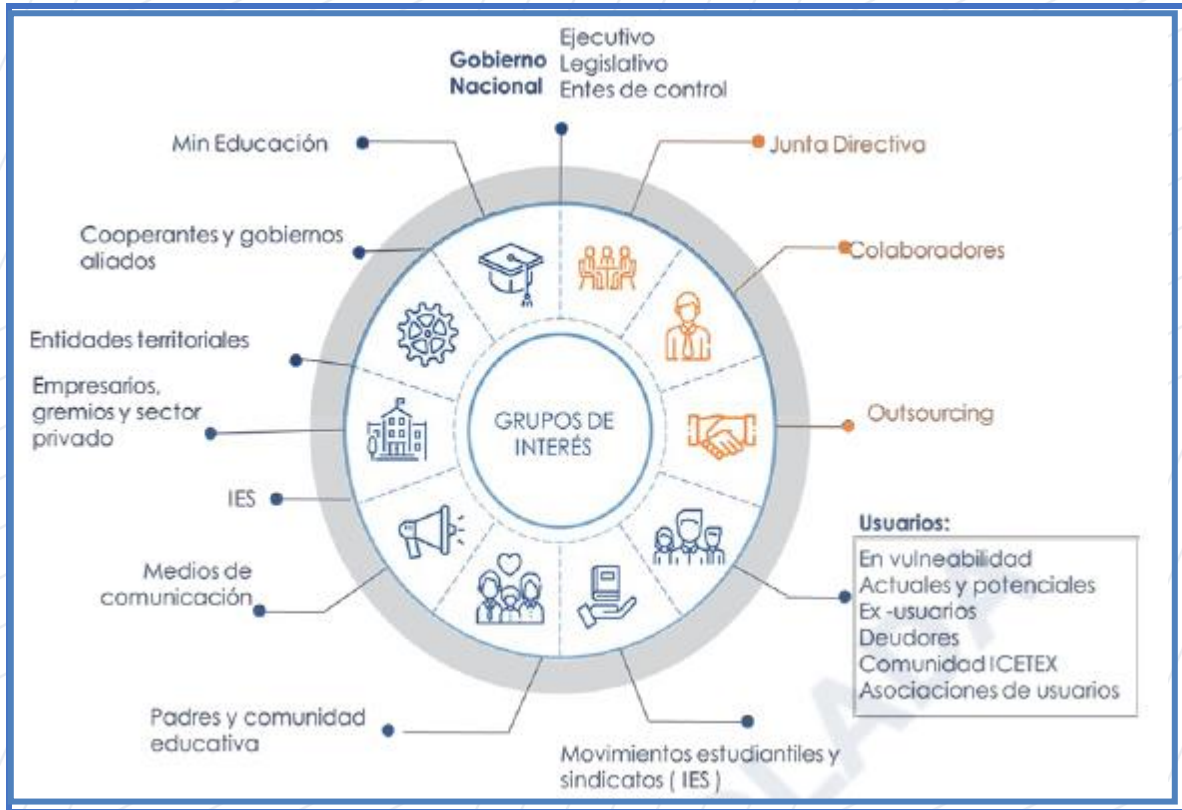 Gobierno Nacional
Ejecutivo
Legislativo
Entes de control
Min Educación
Junta Directiva
Cooperantes y gobiernos
aliados
Colaboradores
Entidades territoriales
Empresarios,
gremios y sector
privado
Outsourcing
GRUPOS DE
INTERÉS
IES
Usuarios:
En vulneabilidad
Actuales y potenciales
Ex -usuarios
Deudores
Comunidad ICETEX
Asociaciones de usuarios
Medios de
comunicación
Padres y comunidad
educativa
Movimientos estudiantiles y
sindicatos ( IES )